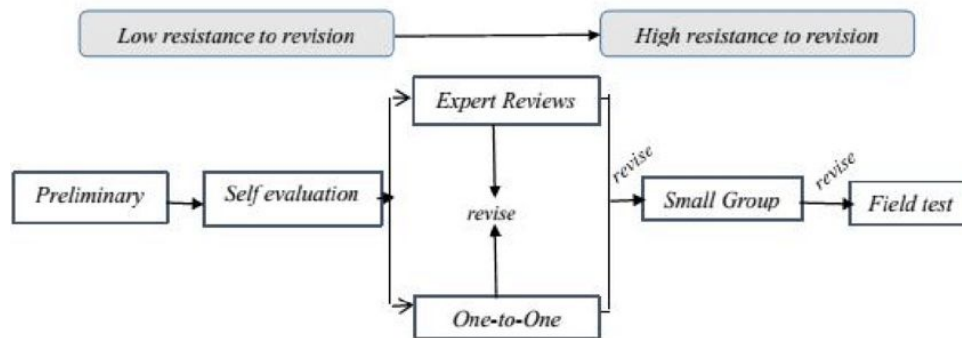 Low resistance to revision
High resistance to revision
Expert Reviews
Preliminary
Self evaluation
revise
revise
Small Group
revise
Field test
One-to-One